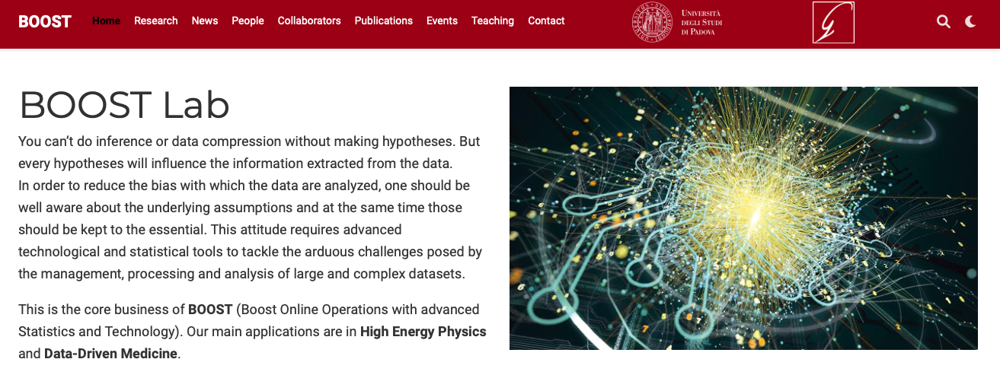 BOOST Home Research News People Collaborators Publications Events Teaching Contact
UNIVERSITÀ
DEGLI STUDI
DI PADOVA
BOOST Lab
You can't do inference or data compression without making hypotheses. But
every hypotheses will influence the information extracted from the data.
In order to reduce the bias with which the data are analyzed, one should be
well aware about the underlying assumptions and at the same time those
should be kept to the essential. This attitude requires advanced
technological and statistical tools to tackle the arduous challenges posed by
the management, processing and analysis of large and complex datasets.
This is the core business of BOOST (Boost Online Operations with advanced
Statistics and Technology). Our main applications are in High Energy Physics
and Data-Driven Medicine.